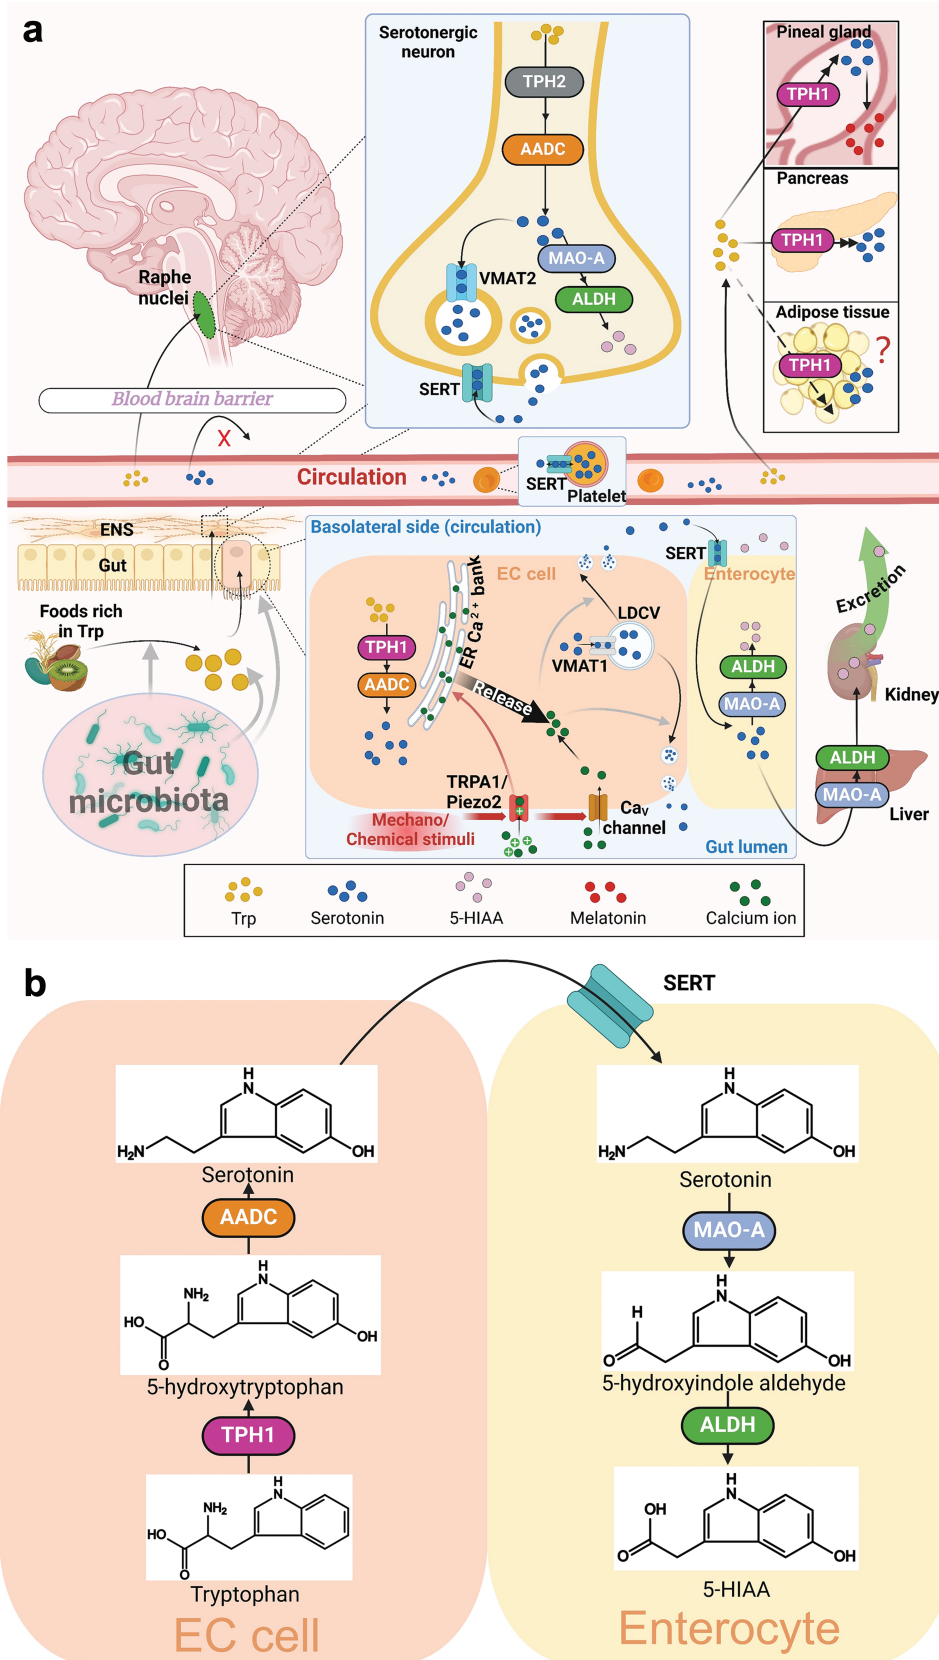 a
Serotonergic
neuron
TPH2
AADC
MAO-A
VMAT2
ALDH
SERT
Pineal gland
TPH1
Pancreas
TPH1
Adipose tissue
TPH1
?
Raphe
nuclei
Blood brain barrier
X
Circulation
SERT
Platelet
ENS
Gut
Foods rich
in Trp
Gut
microbiota
Basolateral side (circulation)
EC cell
SERT
Enterocyte
TPH1
AADC
ER Ca2+ bank
Release
LDCV
VMAT1
TRPA1/
Piezo2
Mechano/
Chemical stimuli
Cav
channel
ALDH
MAO-A
Gut lumen
Excretion
Kidney
ALDH
MAO-A
Liver
Trp
Serotonin
5-HIAA
Melatonin
Calcium ion
b
SERT
H
N
H2N
OH
Serotonin
AADC
H
N
NH2
HO
O
OH
5-hydroxytryptophan
TPH1
H
N
NH2
HO
O
Tryptophan
EC cell
H
N
H2N
OH
Serotonin
MAO-A
H
N
H
O
OH
5-hydroxyindole aldehyde
ALDH
H
N
OH
O
OH
5-HIAA
Enterocyte